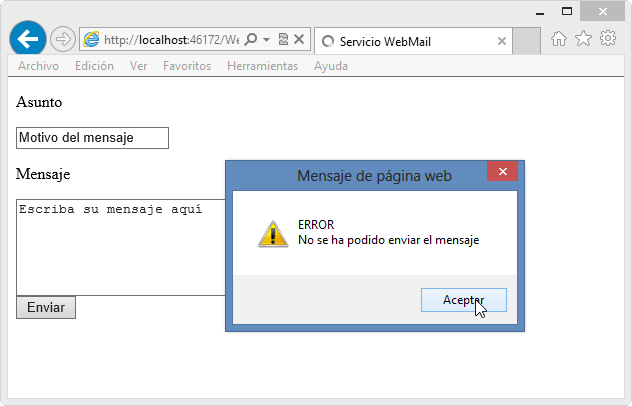 http://localhost:46172/We
Servicio WebMail
Archivo Edición Ver Favoritos Herramientas Ayuda
Asunto
Motivo del mensaje
Mensaje
Escriba su mensaje aquí
Enviar
Mensaje de página web
ERROR
No se ha podido enviar el mensaje
Aceptar